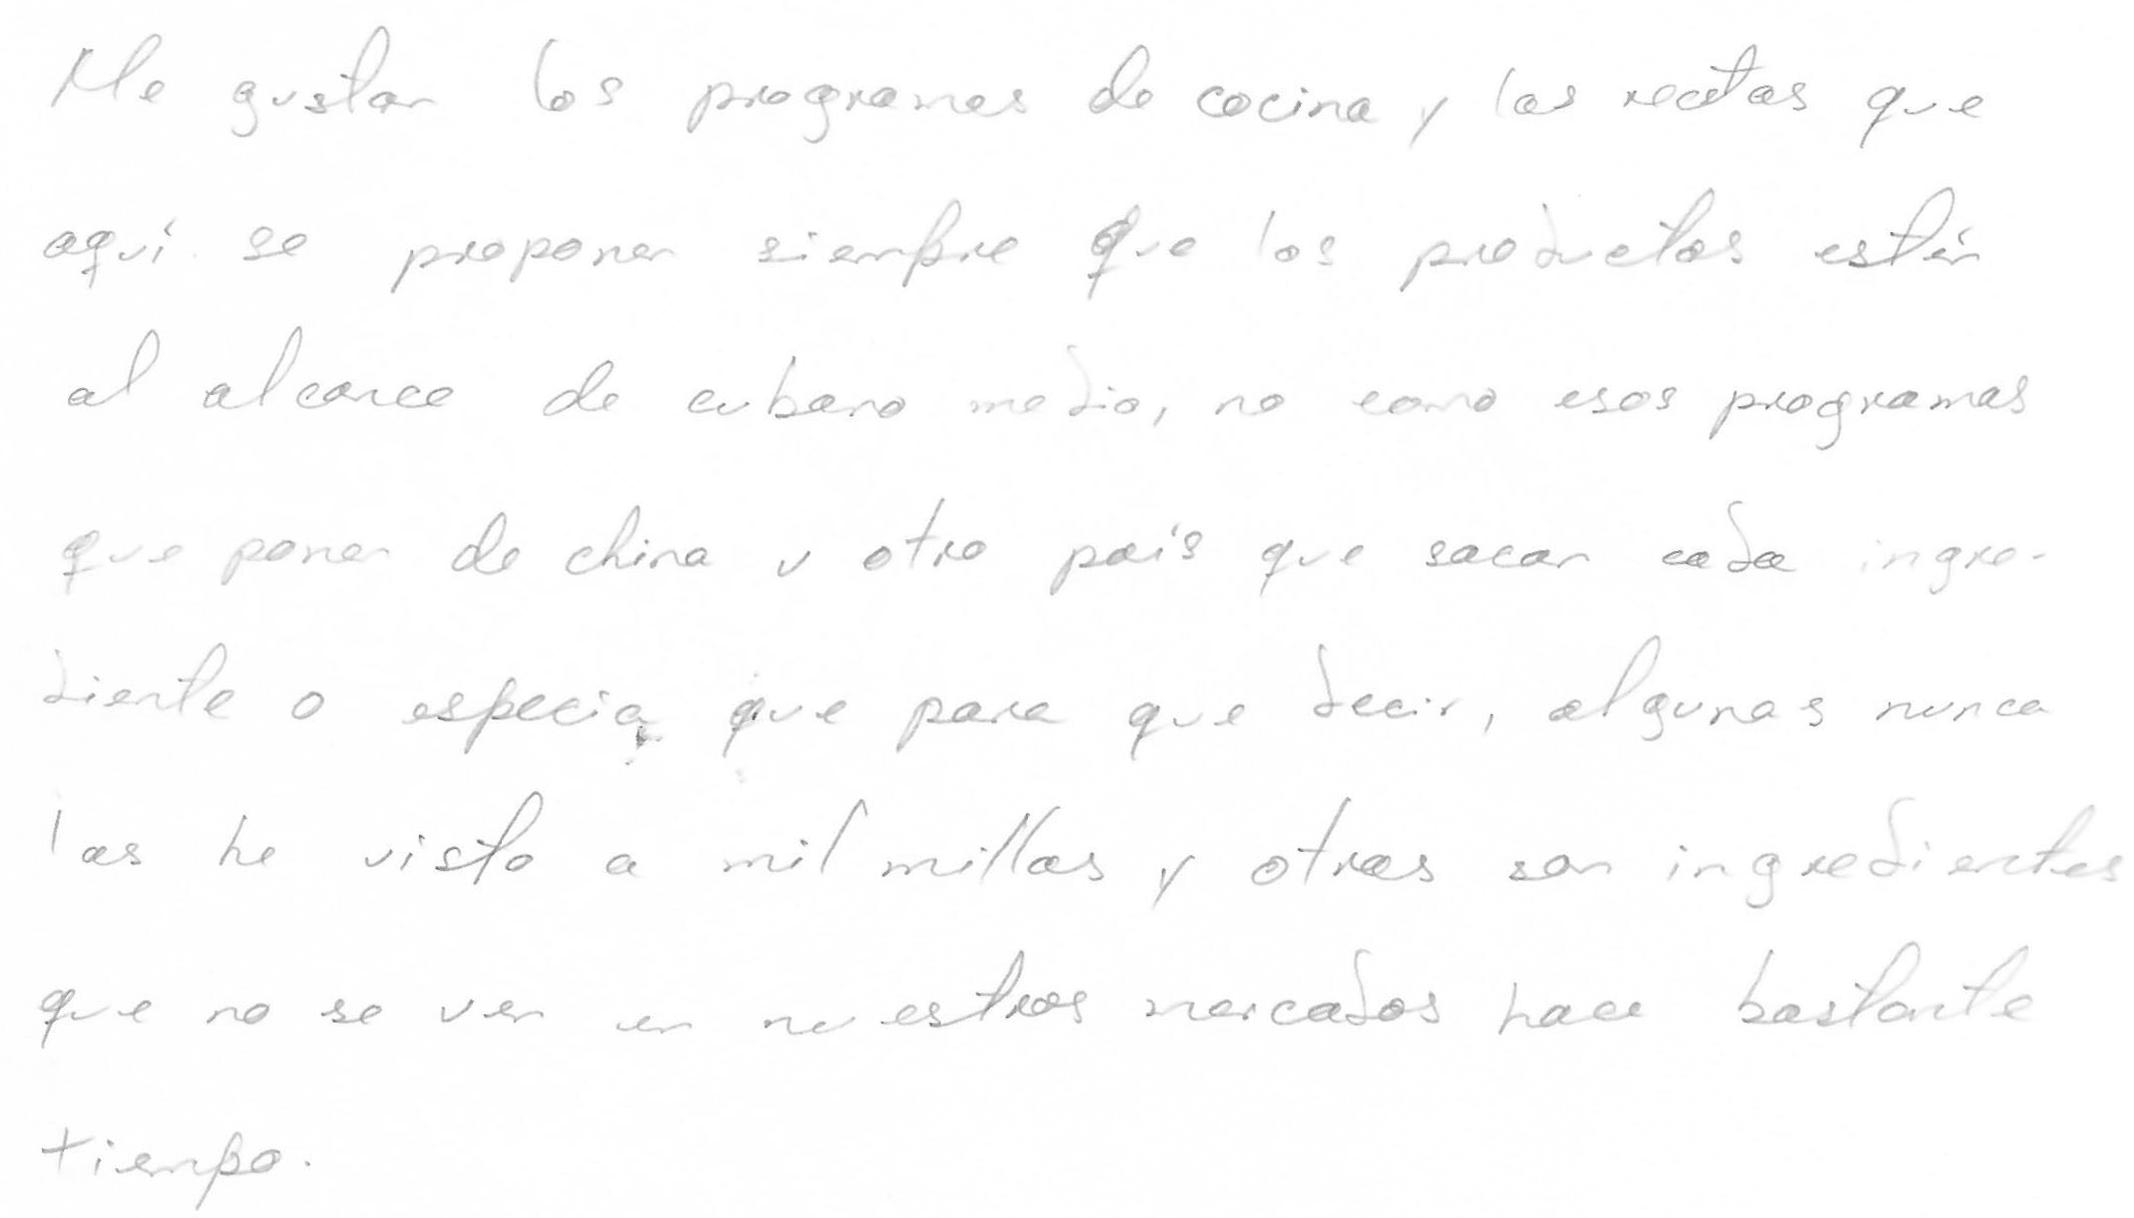 Me gustan los programas de cocina y las recetas que
aquí se proponen siempre que los productos estén
al alcance de cubano medio, no como esos programas
que ponen de china u otro país que sacan cada ingre-
diente o especia que para que decir, algunas nunca
las he visto a mil millas y otras son ingredientes
que no se ven en nuestros mercados hace bastante
tiempo.